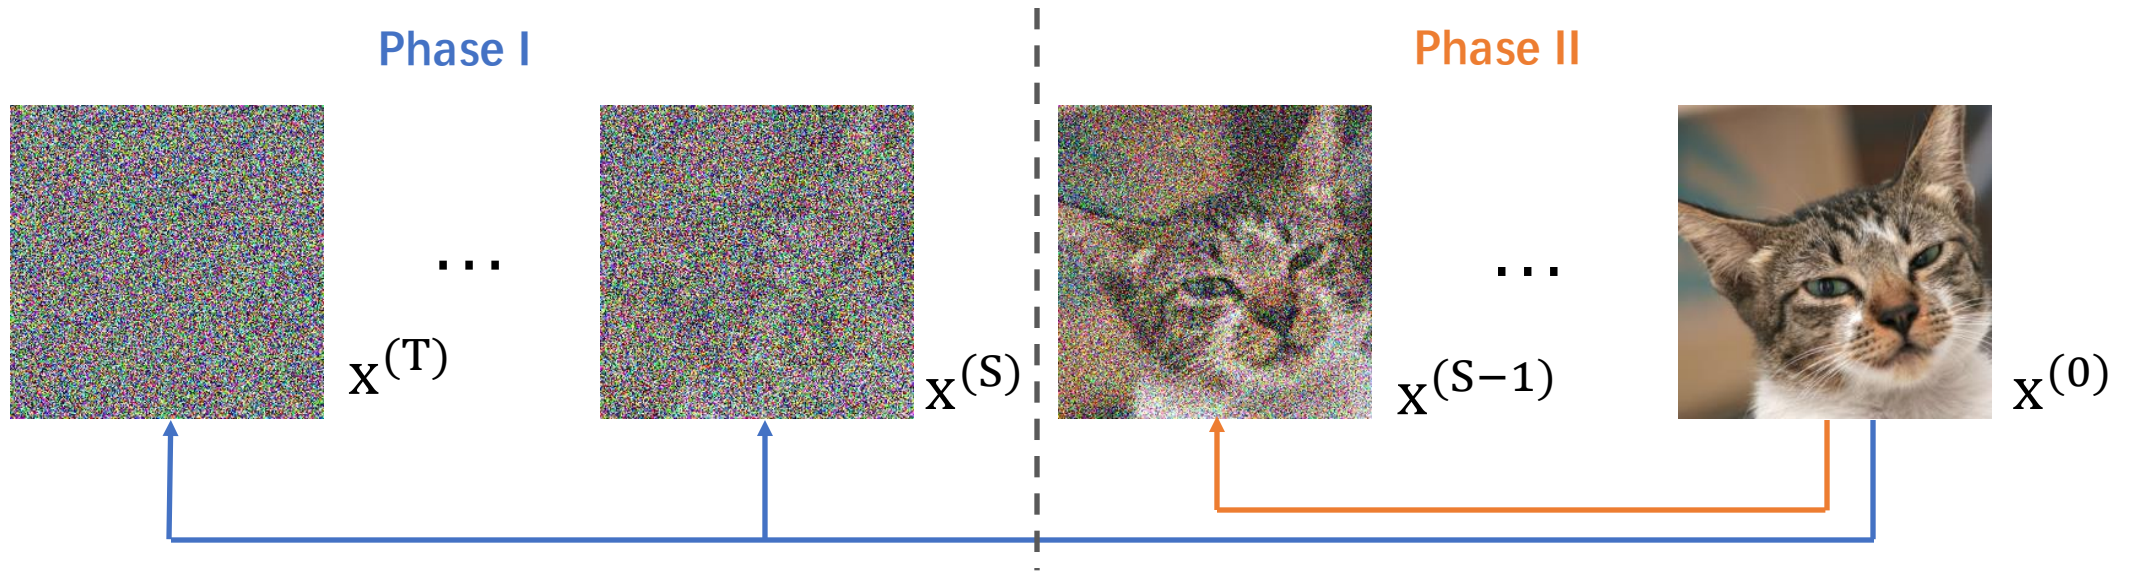 Phase I
Phase II
...
...
x^(T)
x^(S)
x^(S−1)
x^(0)